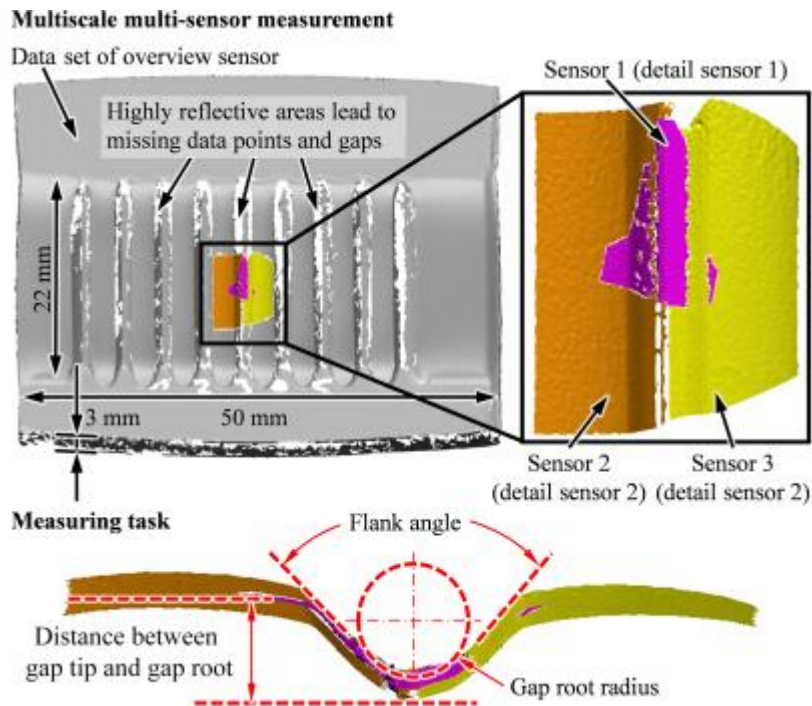 Multiscale multi-sensor measurement
Data set of overview sensor
Highly reflective areas lead to
missing data points and gaps
Sensor 1 (detail sensor 1)
22 mm
3 mm
50 mm
Sensor 2
(detail sensor 2)
Sensor 3
(detail sensor 2)
Measuring task
Flank angle
Distance between
gap tip and gap root
Gap root radius